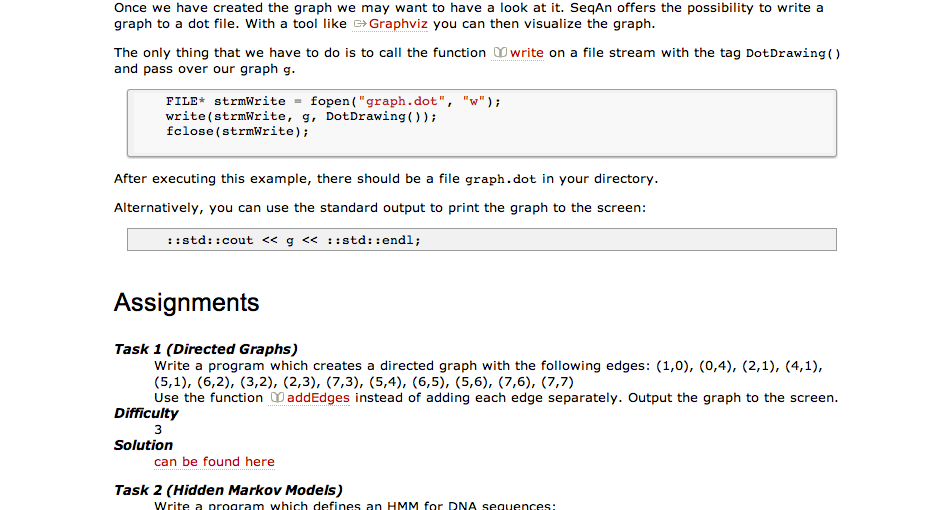 Once we have created the graph we may want to have a look at it. SeqAn offers the possibility to write a
graph to a dot file. With a tool like Graphviz you can then visualize the graph.
The only thing that we have to do is to call the function write on a file stream with the tag DotDrawing()
and pass over our graph g.
FILE* strmWrite = fopen("graph.dot", "w");
write(strmWrite, g, DotDrawing());
fclose(strmWrite);
After executing this example, there should be a file graph.dot in your directory.
Alternatively, you can use the standard output to print the graph to the screen:
::std::cout << g << ::std::endl;
Assignments
Task 1 (Directed Graphs)
Write a program which creates a directed graph with the following edges: (1,0), (0,4), (2,1), (4,1),
(5,1), (6,2), (3,2), (2,3), (7,3), (5,4), (6,5), (5,6), (7,6), (7,7)
Use the function addEdges instead of adding each edge separately. Output the graph to the screen.
Difficulty
3
Solution
can be found here
Task 2 (Hidden Markov Models)
Write a program which defines an HMM for DNA sequences: